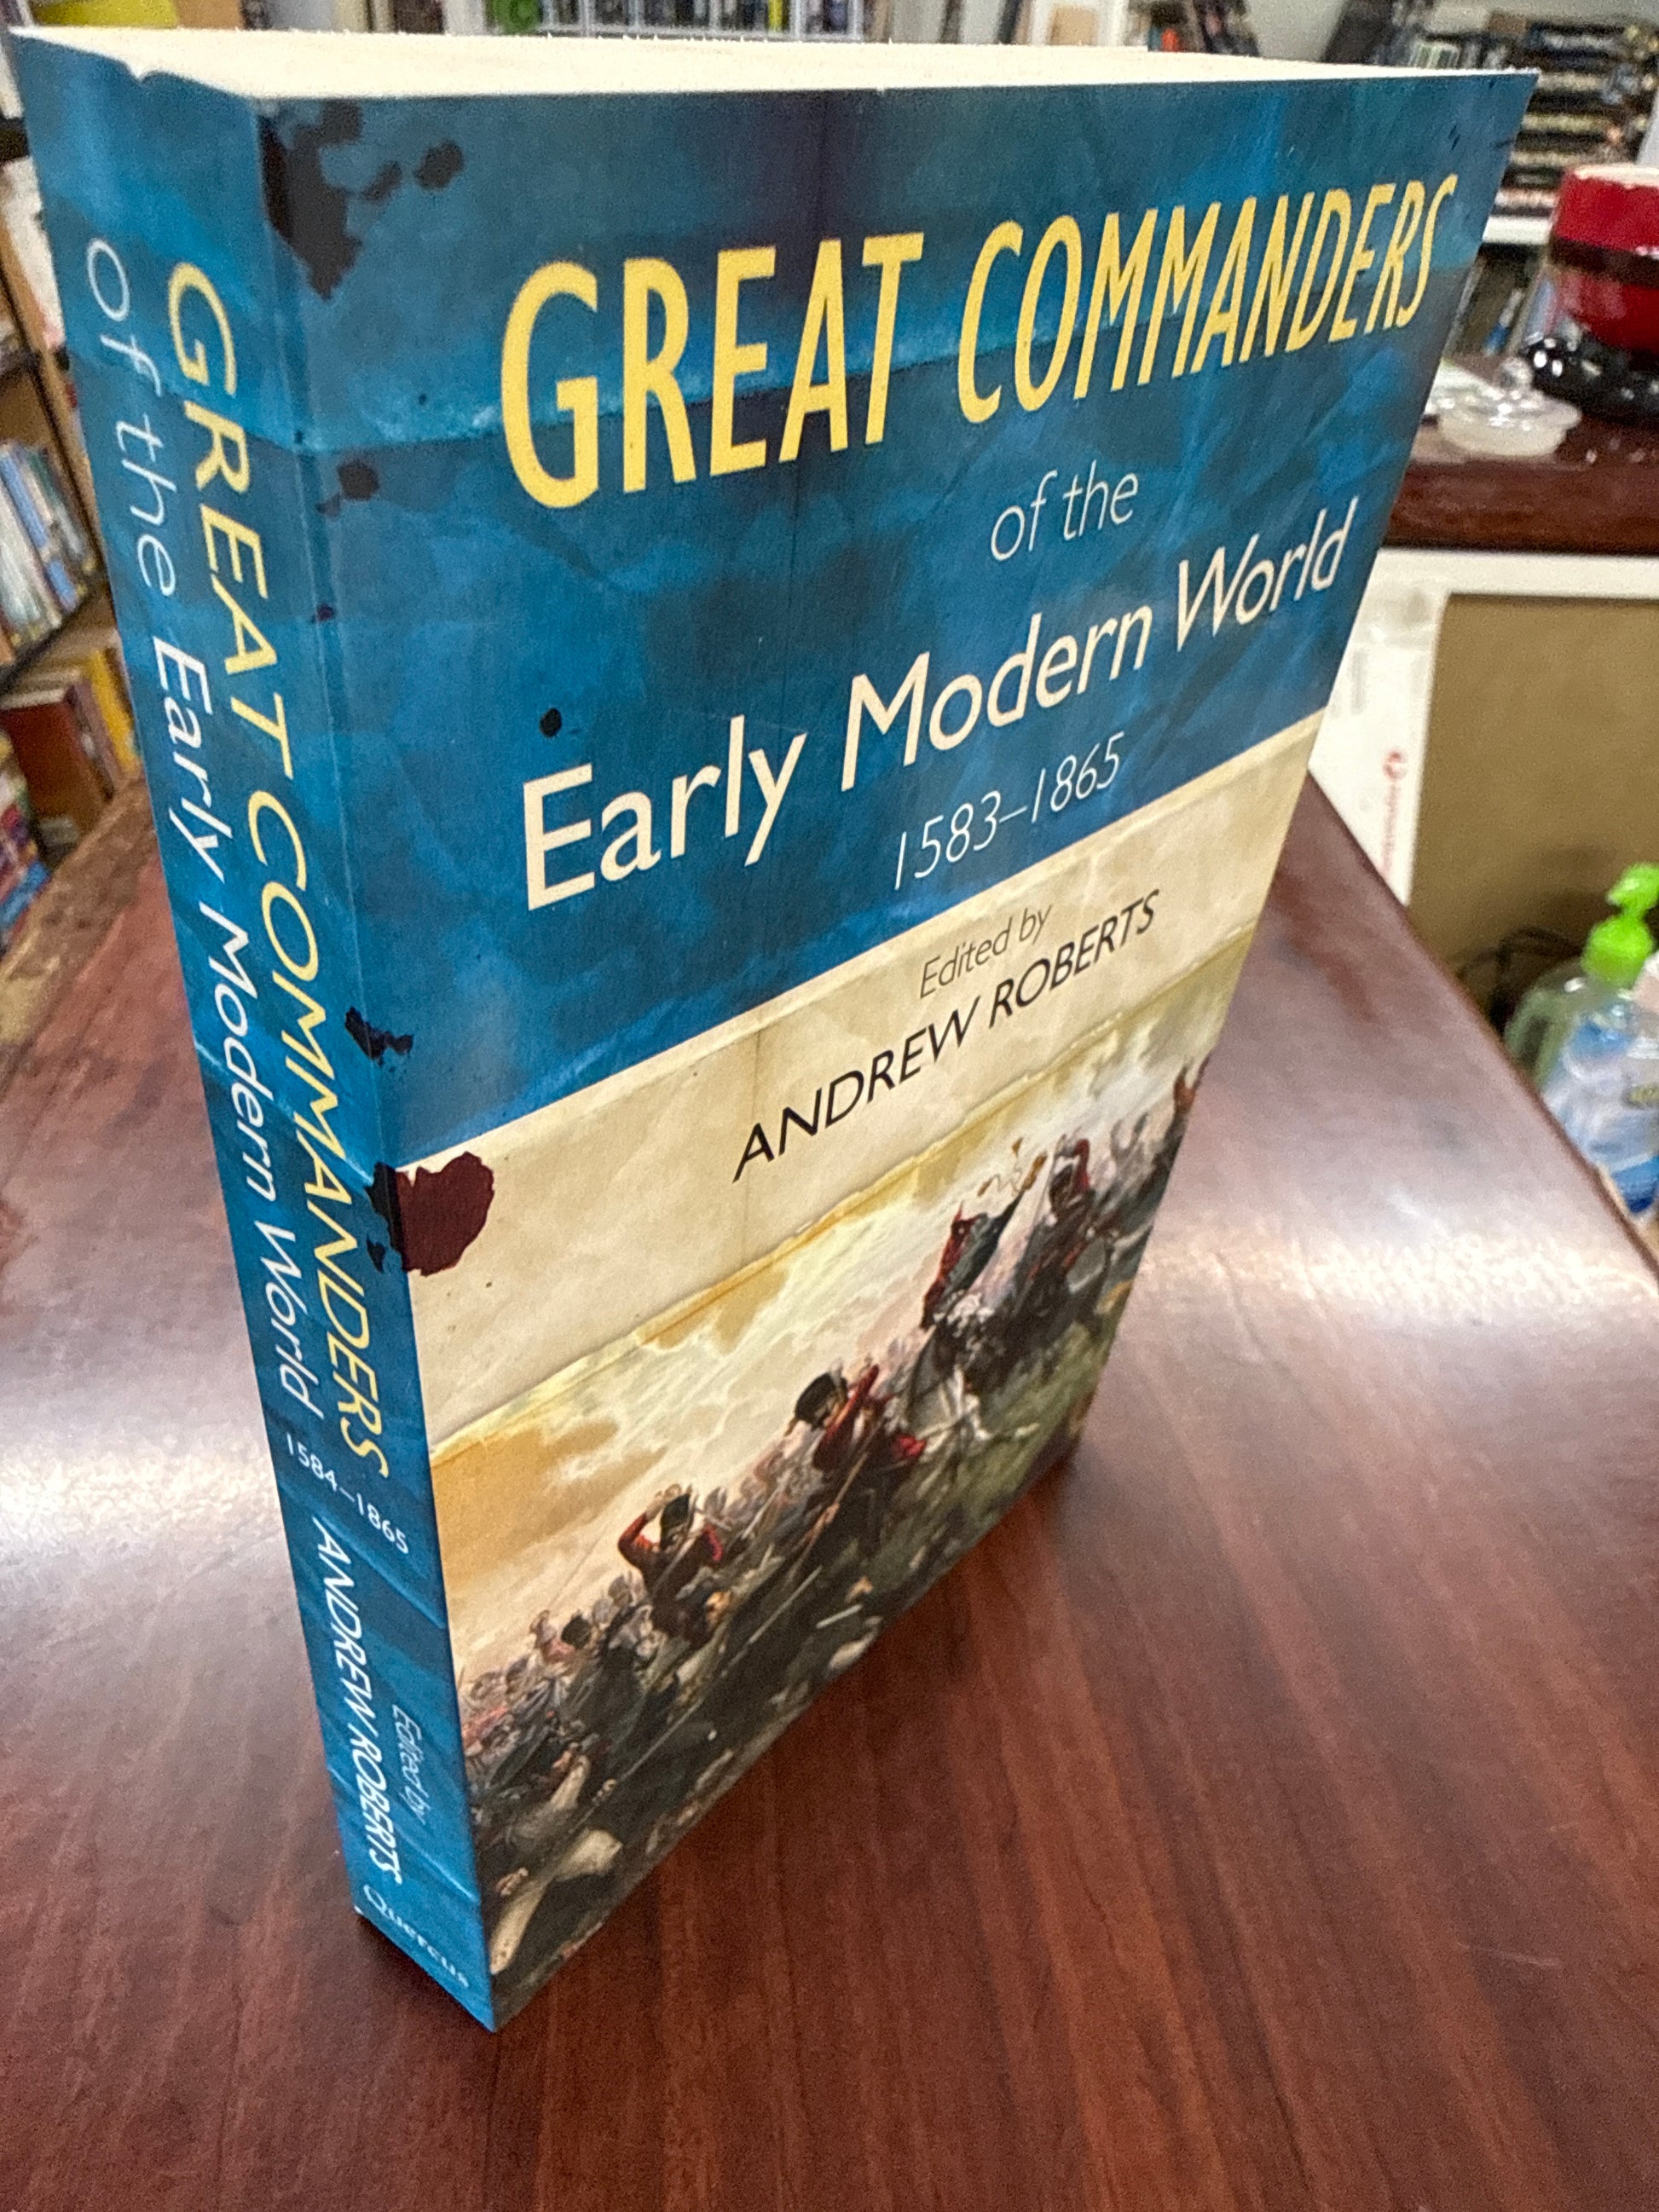 GREAT COMMANDERS
of the
Early Modern World
1583–1865
Edited by
ANDREW ROBERTS
GREAT COMMANDERS
of the Early Modern World
1584–1865
Edited by
ANDREW ROBERTS
Quercus